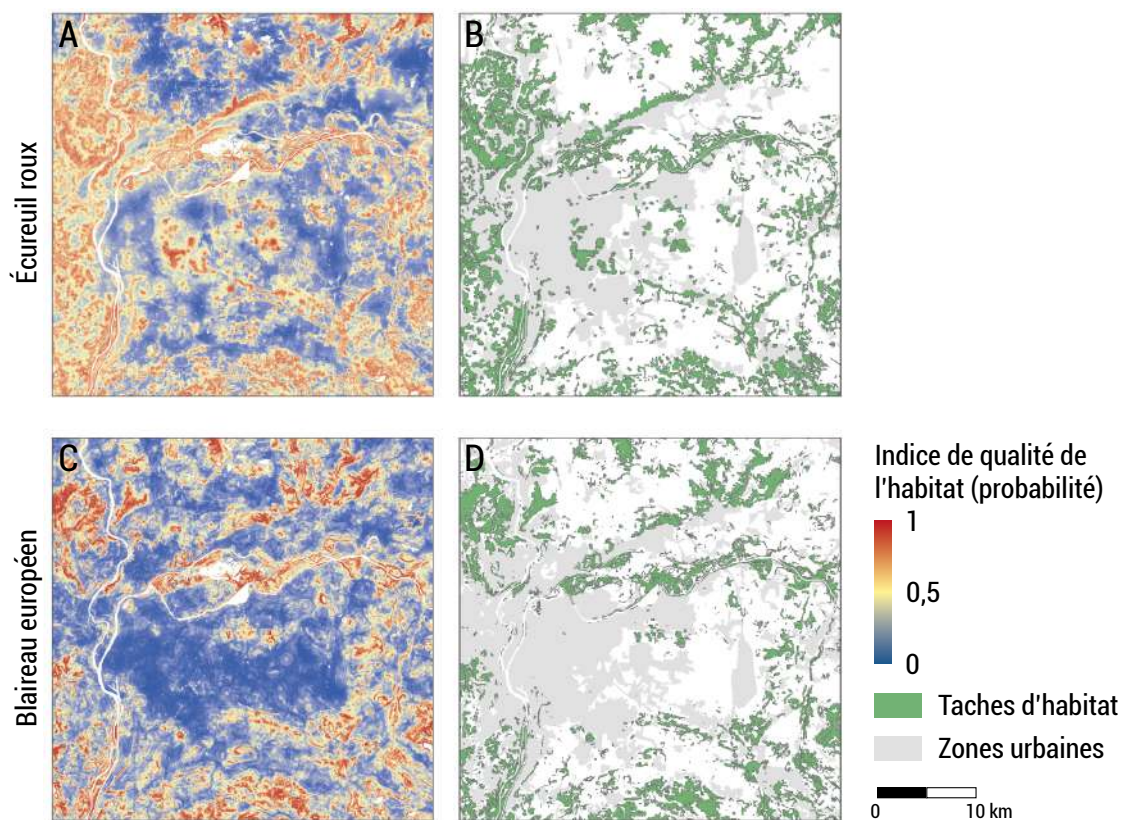 A
B
Écureuil roux
C
D
Blaireau européen
Indice de qualité de
l'habitat (probabilité)
1
0,5
0
Taches d'habitat
Zones urbaines
0
10 km